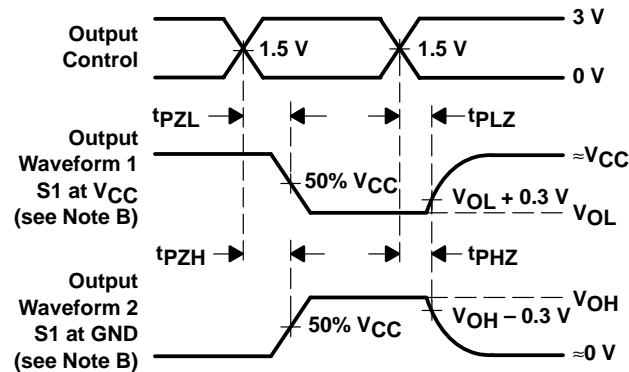 Output
Control
3 V
1.5 V
1.5 V
0 V
tPZL
tPLZ
Output
Waveform 1
S1 at VCC
(see Note B)
≈VCC
50% VCC
VOL + 0.3 V
VOL
tPZH
tPHZ
Output
Waveform 2
S1 at GND
(see Note B)
VOH
50% VCC
VOH – 0.3 V
≈0 V